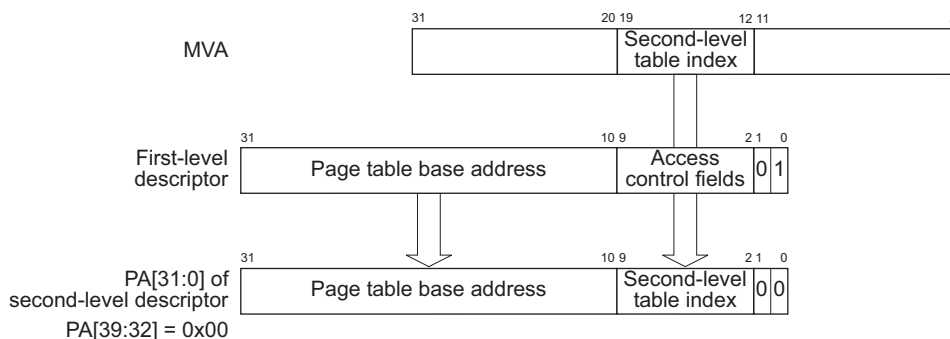 31 20 19 12 11
MVA
Second-level
table index
31 10 9 2 1 0
First-level
descriptor
Page table base address
Access
control fields
0 1
31 10 9 2 1 0
PA[31:0] of
second-level descriptor
Page table base address
Second-level
table index
0 0
PA[39:32] = 0x00